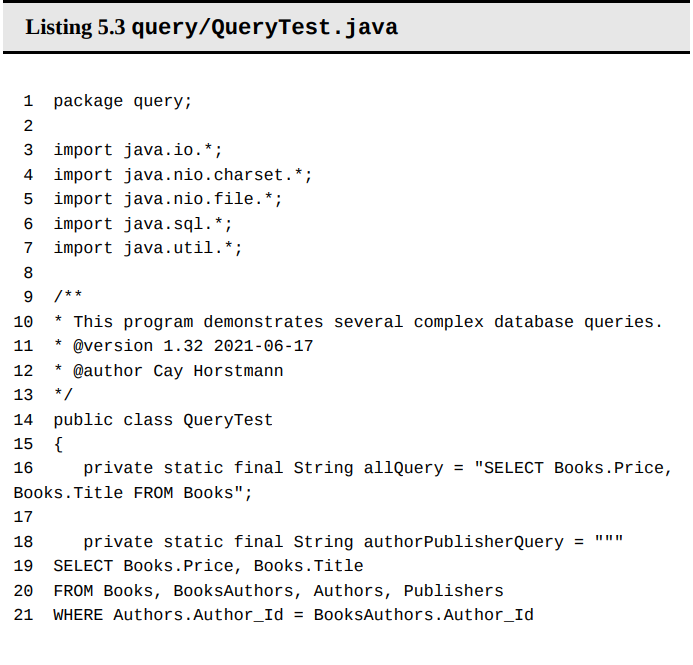 Listing 5.3 query/QueryTest.java
1 package query;
2
3 import java.io.*;
4 import java.nio.charset.*;
5 import java.nio.file.*;
6 import java.sql.*;
7 import java.util.*;
8
9 /**
10 * This program demonstrates several complex database queries.
11 * @version 1.32 2021-06-17
12 * @author Cay Horstmann
13 */
14 public class QueryTest
15 {
16    private static final String allQuery = "SELECT Books.Price,
Books.Title FROM Books";
17
18    private static final String authorPublisherQuery = """
19 SELECT Books.Price, Books.Title
20 FROM Books, BooksAuthors, Authors, Publishers
21 WHERE Authors.Author_Id = BooksAuthors.Author_Id